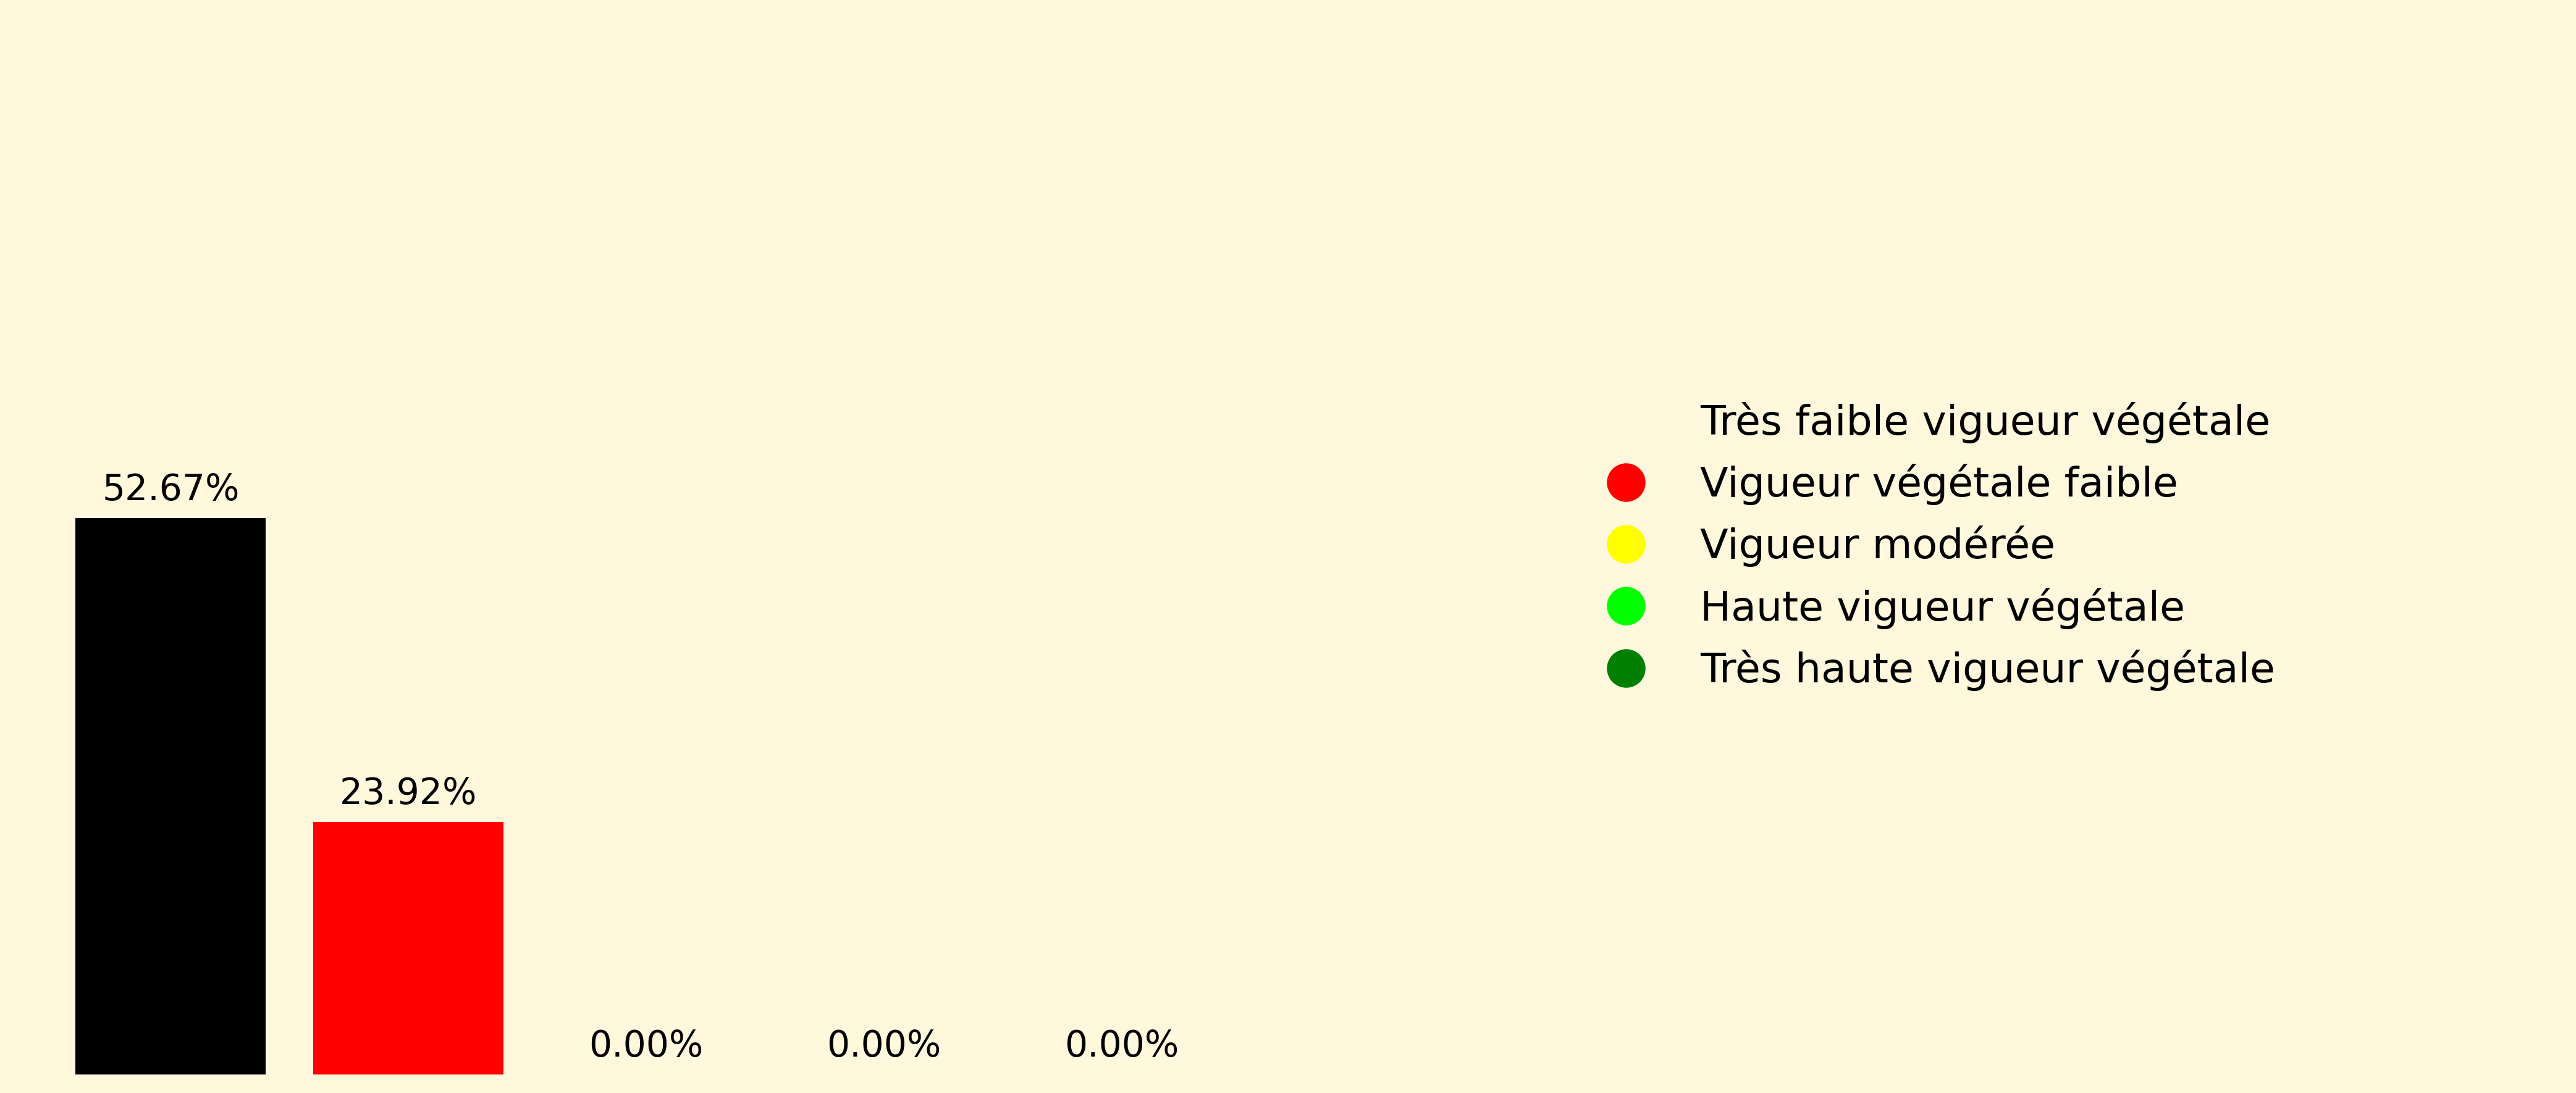 52.67%
23.92%
0.00%
0.00%
0.00%
Très faible vigueur végétale
Vigueur végétale faible
Vigueur modérée
Haute vigueur végétale
Très haute vigueur végétale